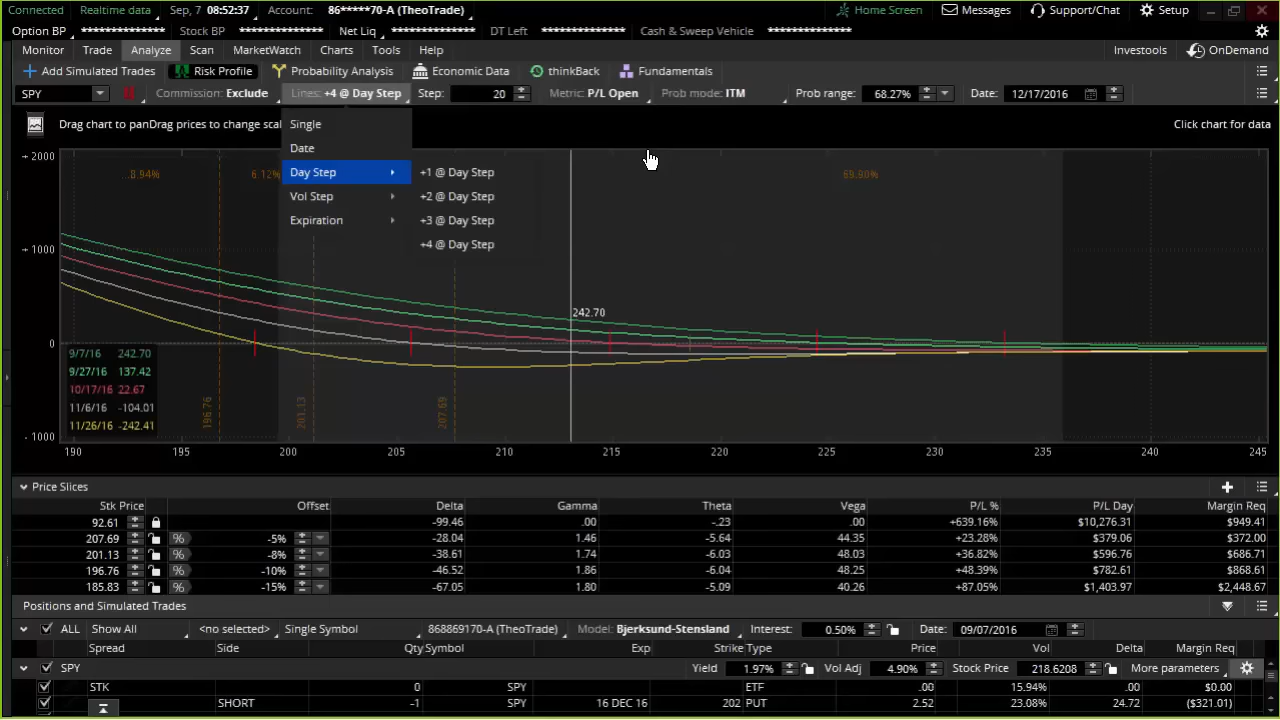 Connected Realtime data Sep, 7 08:52:37 Account: 86*****70-A (TheoTrade) Home Screen Messages Support/Chat Setup
Option BP ************** Stock BP ************** Net Liq ************** DT Left ************** Cash & Sweep Vehicle **************
Monitor Trade Analyze Scan MarketWatch Charts Tools Help Investools OnDemand
Add Simulated Trades Risk Profile Probability Analysis Economic Data thinkBack Fundamentals
SPY Commission: Exclude Lines: +4 @ Day Step Step: 20 Metric: P/L Open Prob mode: ITM Prob range: 68.27% Date: 12/17/2016
Drag chart to panDrag prices to change scal Single Click chart for data
Date
+2000 ...8.94% 6.12% Day Step +1 @ Day Step 69.90%
Vol Step +2 @ Day Step
Expiration +3 @ Day Step
+1000 +4 @ Day Step
242.70
0
9/7/16 242.70
9/27/16 137.42
10/17/16 22.67
11/6/16 -104.01
11/26/16 -242.41
196.76 201.13 207.69
-1000
190 195 200 205 210 215 220 225 230 235 240 245
Price Slices
Stk Price Offset Delta Gamma Theta Vega P/L % P/L Day Margin Req
92.61 -99.46 .00 -.23 .00 +639.16% $10,276.31 $949.41
207.69 % -5% -28.04 1.46 -5.64 44.35 +23.28% $379.06 $372.00
201.13 % -8% -38.61 1.74 -6.03 48.03 +36.82% $596.76 $686.71
196.76 % -10% -46.52 1.86 -6.04 48.25 +48.39% $782.61 $868.61
185.83 % -15% -67.05 1.80 -5.09 40.26 +87.05% $1,403.97 $2,448.67
Positions and Simulated Trades
ALL Show All <no selected> Single Symbol 868869170-A (TheoTrade) Model: Bjerksund-Stensland Interest: 0.50% Date: 09/07/2016
Spread Side Qty Symbol Exp Strike Type Price Vol Delta Margin Req
SPY Yield 1.97% Vol Adj 4.90% Stock Price 218.6208 More parameters
STK 0 SPY ETF .00 15.94% .00 $0.00
SHORT -1 SPY 16 DEC 16 202 PUT 2.52 23.08% 24.72 ($321.01)